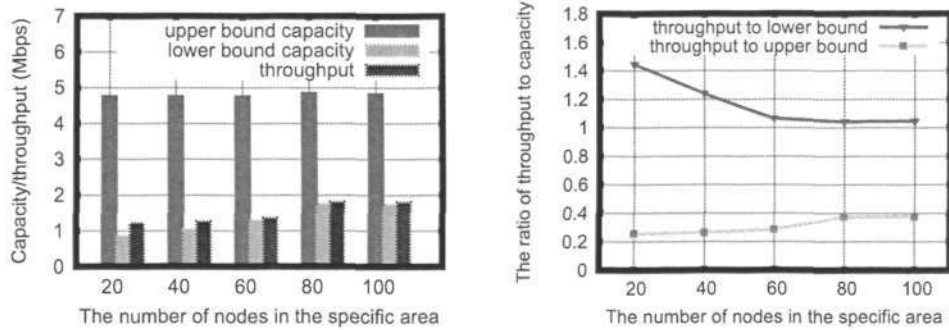 Capacity/throughput (Mbps)
7
6
5
4
3
2
1
0
upper bound capacity
lower bound capacity
throughput
20 40 60 80 100
The number of nodes in the specific area
The ratio of throughput to capacity
1.8
1.6
1.4
1.2
1
0.8
0.6
0.4
0.2
0
throughput to lower bound
throughput to upper bound
20 40 60 80 100
The number of nodes in the specific area